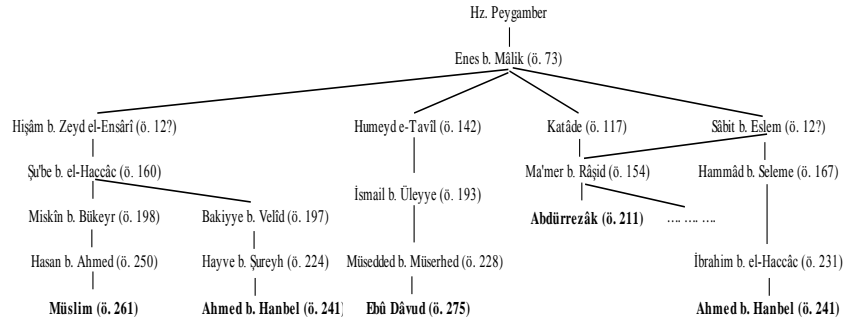 Hz. Peygamber
Enes b. Mâlik (ö. 73)
Hişâm b. Zeyd el-Ensârî (ö. 12?) Humeyd e-Tavîl (ö. 142) Katâde (ö. 117) Sâbit b. Eslem (ö. 12?)
Şu'be b. el-Haccâc (ö. 160) Ma'mer b. Râşid (ö. 154) Hammâd b. Seleme (ö. 167)
İsmail b. Üleyye (ö. 193)
Miskîn b. Bükeyr (ö. 198) Bakiyye b. Velîd (ö. 197) Abdürrezâk (ö. 211) .... ... ...
Hasan b. Ahmed (ö. 250) Hayve b. Şureyh (ö. 224) Müsedded b. Müserhed (ö. 228) İbrahim b. el-Haccâc (ö. 231)
Müslim (ö. 261) Ahmed b. Hanbel (ö. 241) Ebû Dâvud (ö. 275) Ahmed b. Hanbel (ö. 241)